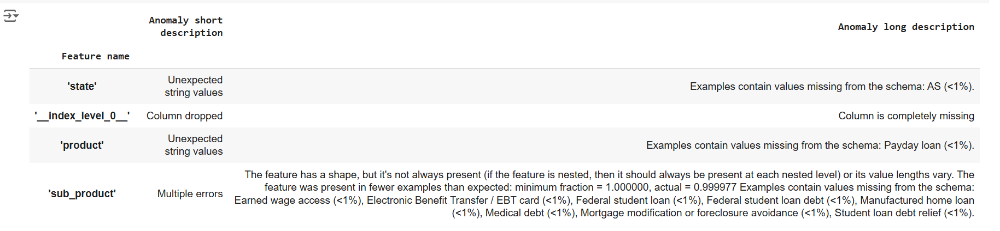 Anomaly short
description
Anomaly long description
Feature name
'state'
Unexpected
string values
Examples contain values missing from the schema: AS (<1%).
'__index_level_0__'
Column dropped
Column is completely missing
'product'
Unexpected
string values
Examples contain values missing from the schema: Payday loan (<1%).
'sub_product'
Multiple errors
The feature has a shape, but it's not always present (if the feature is nested, then it should always be present at each nested level) or its value lengths vary. The
feature was present in fewer examples than expected: minimum fraction = 1.000000, actual = 0.999977 Examples contain values missing from the schema:
Earned wage access (<1%), Electronic Benefit Transfer / EBT card (<1%), Federal student loan (<1%), Federal student loan debt (<1%), Manufactured home loan
(<1%), Medical debt (<1%), Mortgage modification or foreclosure avoidance (<1%), Student loan debt relief (<1%).